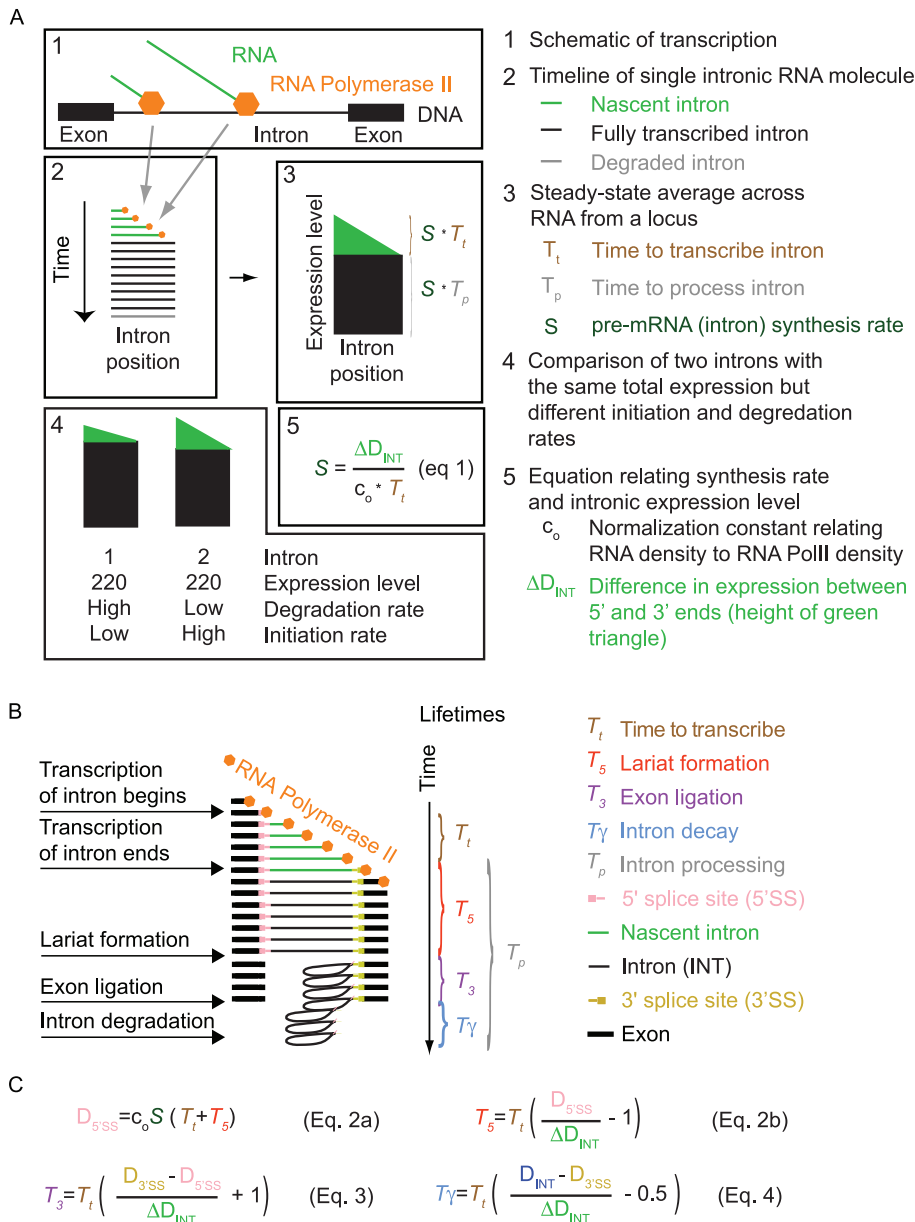 A
1
RNA
RNA Polymerase II
DNA
Exon
Intron
Exon
2
Time
Intron
position
3
Expression level
S * Tt
S * Tp
Intron
position
4
1 2 Intron
220 220 Expression level
High Low Degradation rate
Low High Initiation rate
5
S = ΔDINT / co * Tt (eq 1)
1 Schematic of transcription
2 Timeline of single intronic RNA molecule
Nascent intron
Fully transcribed intron
Degraded intron
3 Steady-state average across
RNA from a locus
Tt Time to transcribe intron
Tp Time to process intron
S pre-mRNA (intron) synthesis rate
4 Comparison of two introns with
the same total expression but
different initiation and degredation
rates
5 Equation relating synthesis rate
and intronic expression level
co Normalization constant relating
RNA density to RNA PolII density
ΔDINT Difference in expression between
5' and 3' ends (height of green
triangle)
B
Transcription
of intron begins
Transcription
of intron ends
Lariat formation
Exon ligation
Intron degradation
RNA Polymerase II
Lifetimes
Time
Tt
T5
T3
Tγ
Tp
Tt Time to transcribe
T5 Lariat formation
T3 Exon ligation
Tγ Intron decay
Tp Intron processing
5' splice site (5'SS)
Nascent intron
Intron (INT)
3' splice site (3'SS)
Exon
C
D5'SS=coS (Tt+T5) (Eq. 2a)
T5=Tt ( D5'SS / ΔDINT - 1 ) (Eq. 2b)
T3=Tt ( D3'SS - D5'SS / ΔDINT + 1 ) (Eq. 3)
Tγ=Tt ( DINT - D3'SS / ΔDINT - 0.5 ) (Eq. 4)